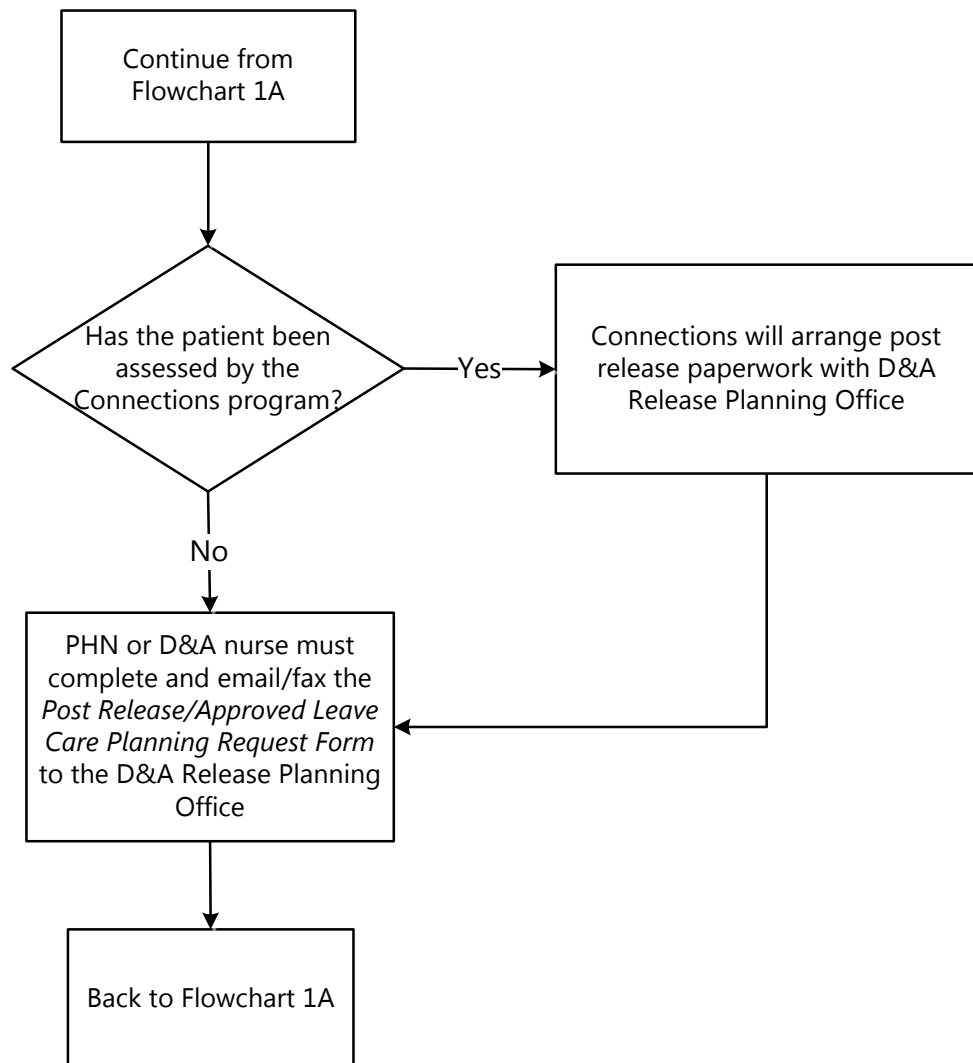 Continue from
Flowchart 1A
Has the patient been
assessed by the
Connections program?
Yes
Connections will arrange post
release paperwork with D&A
Release Planning Office
No
PHN or D&A nurse must
complete and email/fax the
Post Release/Approved Leave
Care Planning Request Form
to the D&A Release Planning
Office
Back to Flowchart 1A